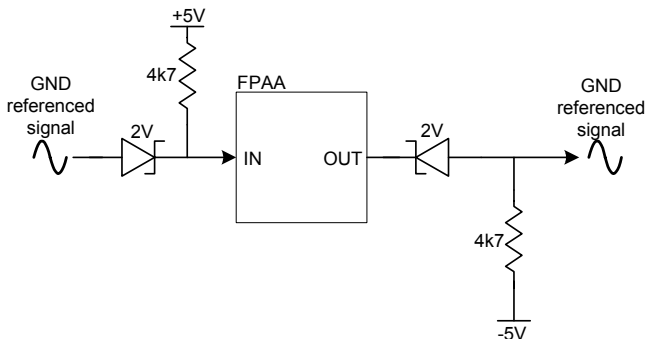 +5V
4k7
FPAA
GND
referenced
signal
2V
IN
OUT
2V
GND
referenced
signal
4k7
-5V